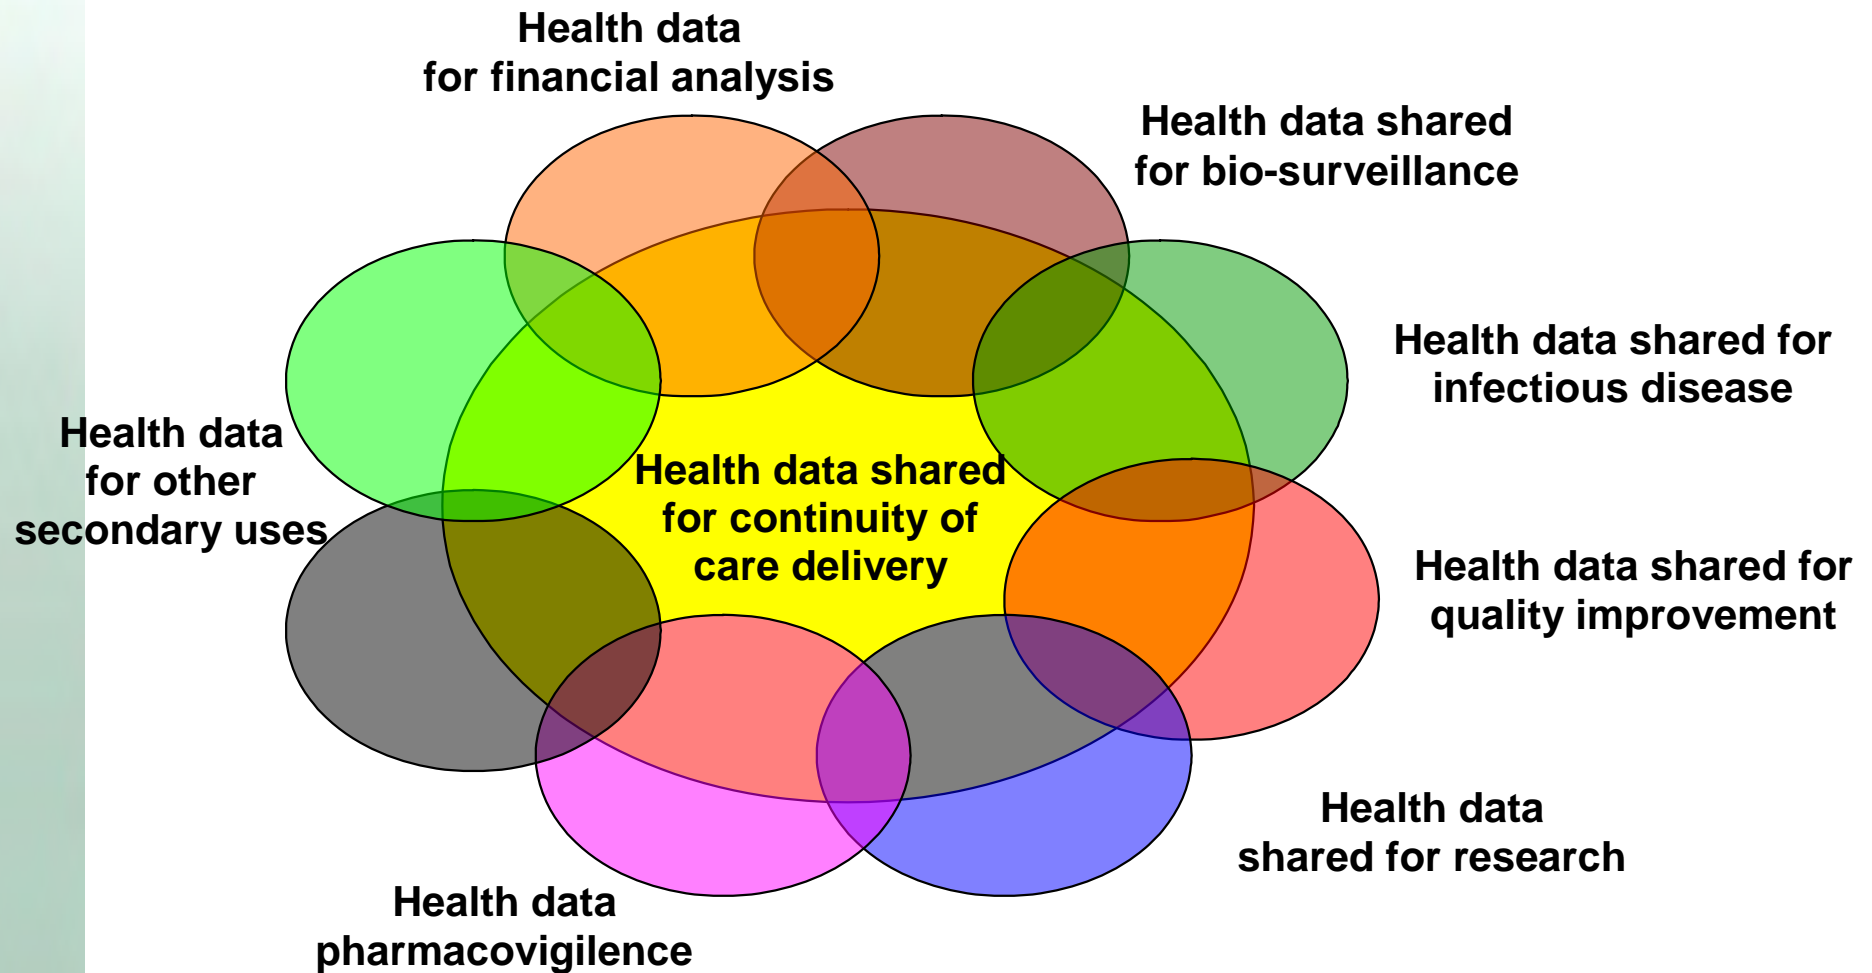 Health data
for financial analysis
Health data shared
for bio-surveillance
Health data shared for
infectious disease
Health data
for other
secondary uses
Health data shared
for continuity of
care delivery
Health data shared for
quality improvement
Health data
shared for research
Health data
pharmacovigilence